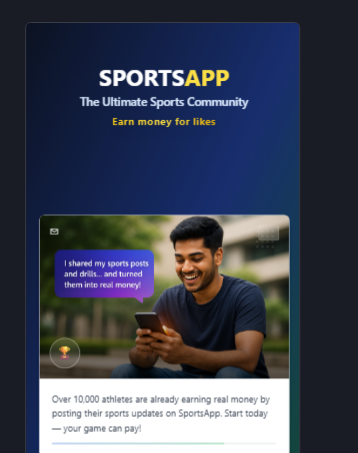 SPORTSAPP
The Ultimate Sports Community
Earn money for likes
I shared my sports posts
and drills... and turned
them into real money!
Over 10,000 athletes are already earning real money by
posting their sports updates on SportsApp. Start today
— your game can pay!